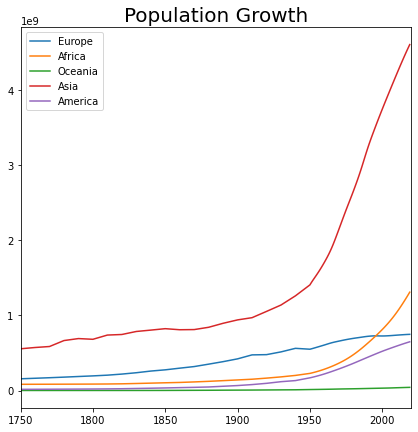 Population Growth
1e9
Europe
Africa
Oceania
Asia
America
4
3
2
1
0
1750 1800 1850 1900 1950 2000